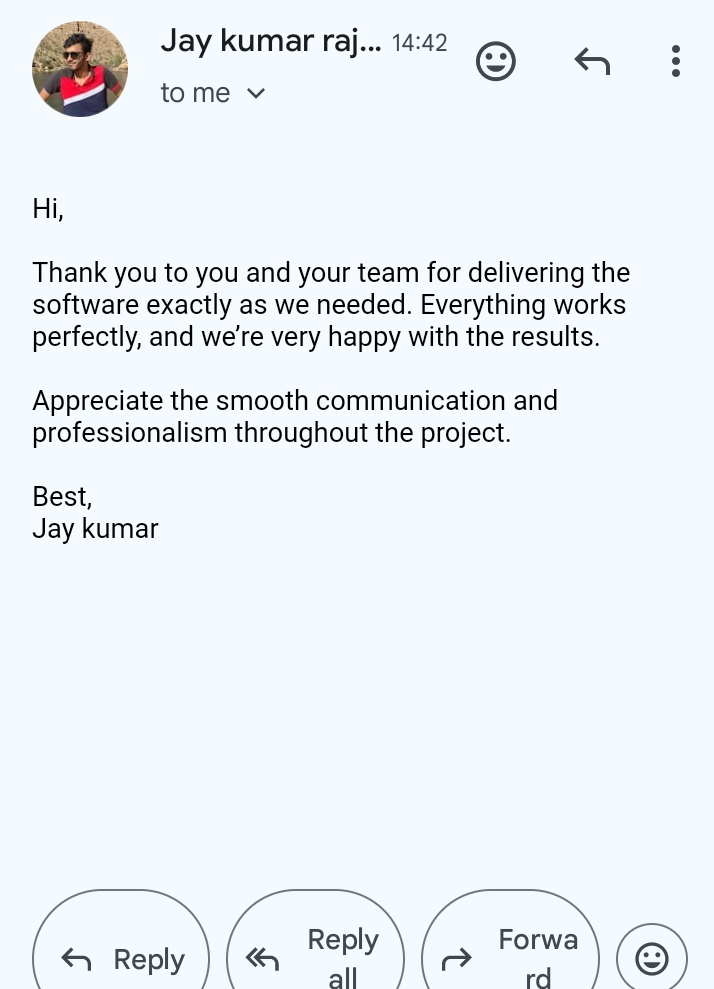 Jay kumar raj... 14:42
to me
Hi,
Thank you to you and your team for delivering the
software exactly as we needed. Everything works
perfectly, and we’re very happy with the results.
Appreciate the smooth communication and
professionalism throughout the project.
Best,
Jay kumar
Reply
Reply
all
Forwa
rd